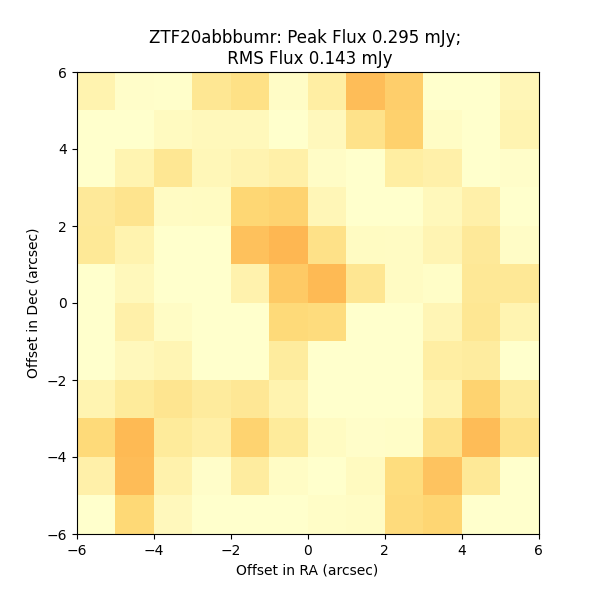 ZTF20abbbumr: Peak Flux 0.295 mJy;
RMS Flux 0.143 mJy
6
4
2
0
−2
−4
−6
Offset in Dec (arcsec)
−6 −4 −2 0 2 4 6
Offset in RA (arcsec)